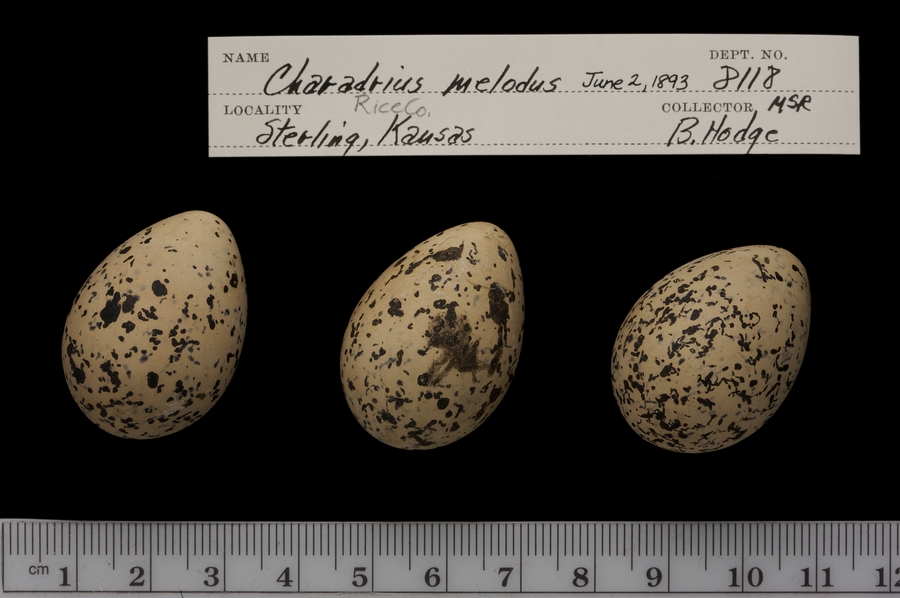 NAME DEPT. NO.
Charadrius melodus June 2, 1893 8118
LOCALITY Rice Co. COLLECTOR MSR
Sterling, Kansas B. Hodge
cm 1 2 3 4 5 6 7 8 9 10 11 12